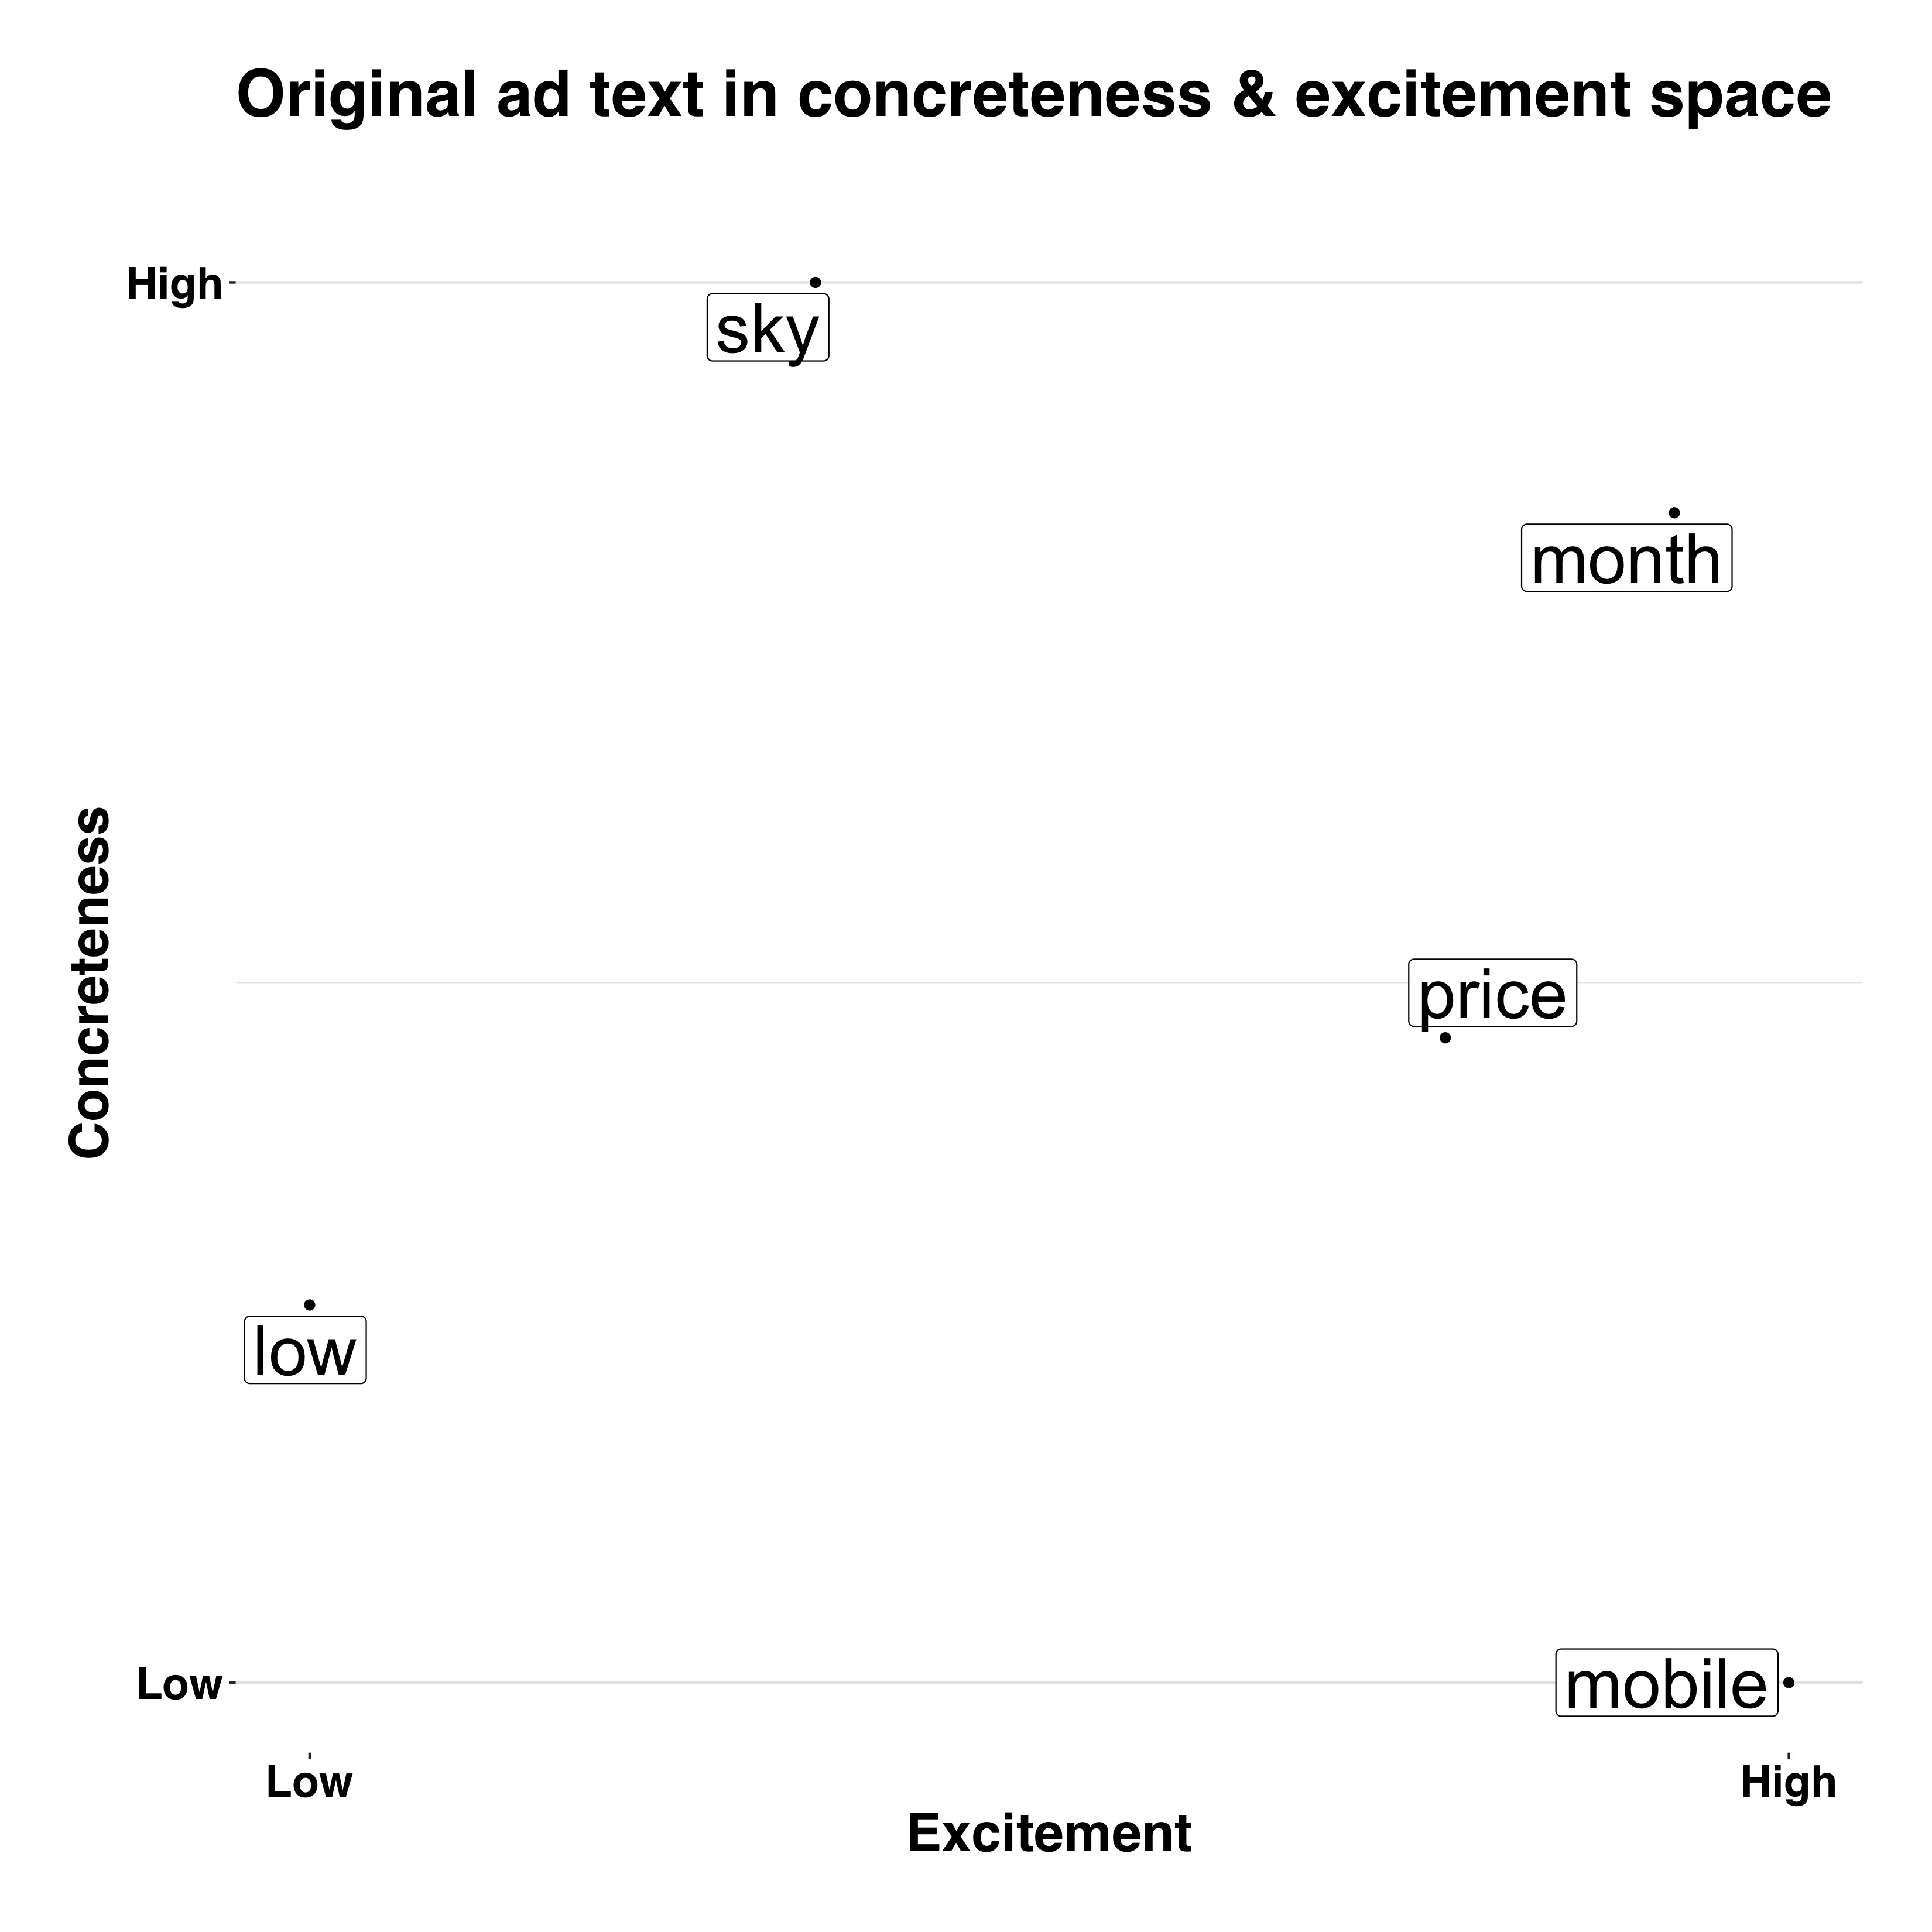 Original ad text in concreteness & excitement space
High
sky
month
Concreteness
price
low
Low
mobile
Low
High
Excitement